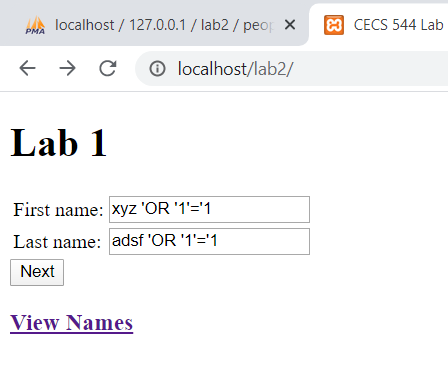 PMA localhost / 127.0.0.1 / lab2 / peop CECS 544 Lab
localhost/lab2/
Lab 1
First name: xyz 'OR '1'='1
Last name: adsf 'OR '1'='1
Next
View Names